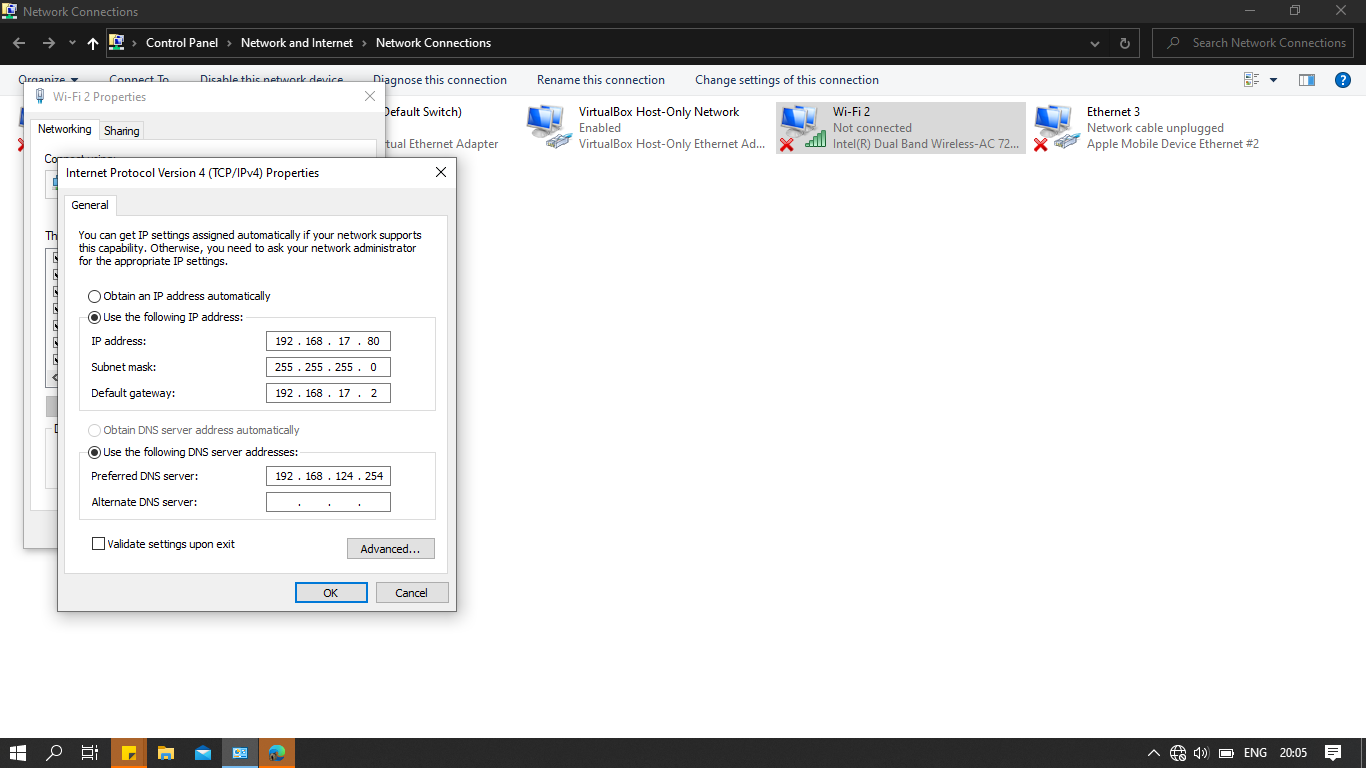 Network Connections
Control Panel > Network and Internet > Network Connections
Search Network Connections
Organize
Connect To
Disable this network device
Diagnose this connection
Rename this connection
Change settings of this connection
Wi-Fi 2 Properties
Networking
Sharing
Default Switch)
rtual Ethernet Adapter
VirtualBox Host-Only Network
Enabled
VirtualBox Host-Only Ethernet Ad...
Wi-Fi 2
Not connected
Intel(R) Dual Band Wireless-AC 72...
Ethernet 3
Network cable unplugged
Apple Mobile Device Ethernet #2
Internet Protocol Version 4 (TCP/IPv4) Properties
General
You can get IP settings assigned automatically if your network supports
this capability. Otherwise, you need to ask your network administrator
for the appropriate IP settings.
Obtain an IP address automatically
Use the following IP address:
IP address: 192 . 168 . 17 . 80
Subnet mask: 255 . 255 . 255 . 0
Default gateway: 192 . 168 . 17 . 2
Obtain DNS server address automatically
Use the following DNS server addresses:
Preferred DNS server: 192 . 168 . 124 . 254
Alternate DNS server: . . .
Validate settings upon exit
Advanced...
OK
Cancel
ENG
20:05